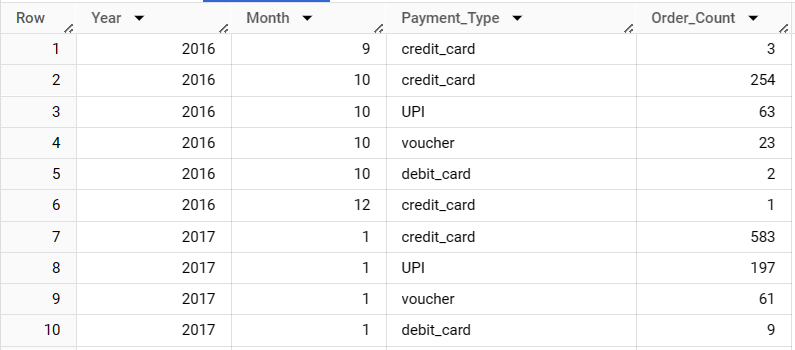 Row Year Month Payment_Type Order_Count
1 2016 9 credit_card 3
2 2016 10 credit_card 254
3 2016 10 UPI 63
4 2016 10 voucher 23
5 2016 10 debit_card 2
6 2016 12 credit_card 1
7 2017 1 credit_card 583
8 2017 1 UPI 197
9 2017 1 voucher 61
10 2017 1 debit_card 9